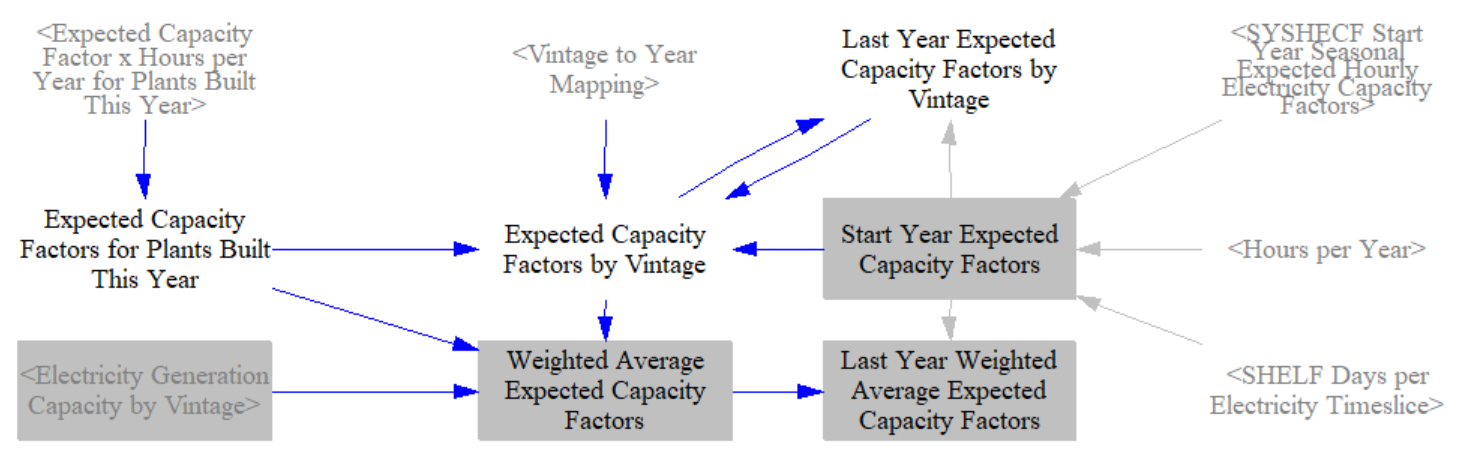 <Expected Capacity
Factor x Hours per
Year for Plants Built
This Year>
<Vintage to Year
Mapping>
Last Year Expected
Capacity Factors by
Vintage
<SYSHECF Start
Year Seasonal
Expected Hourly
Electricity Capacity
Factors>
Expected Capacity
Factors for Plants Built
This Year
Expected Capacity
Factors by Vintage
Start Year Expected
Capacity Factors
<Hours per Year>
<Electricity Generation
Capacity by Vintage>
Weighted Average
Expected Capacity
Factors
Last Year Weighted
Average Expected
Capacity Factors
<SHELF Days per
Electricity Timeslice>